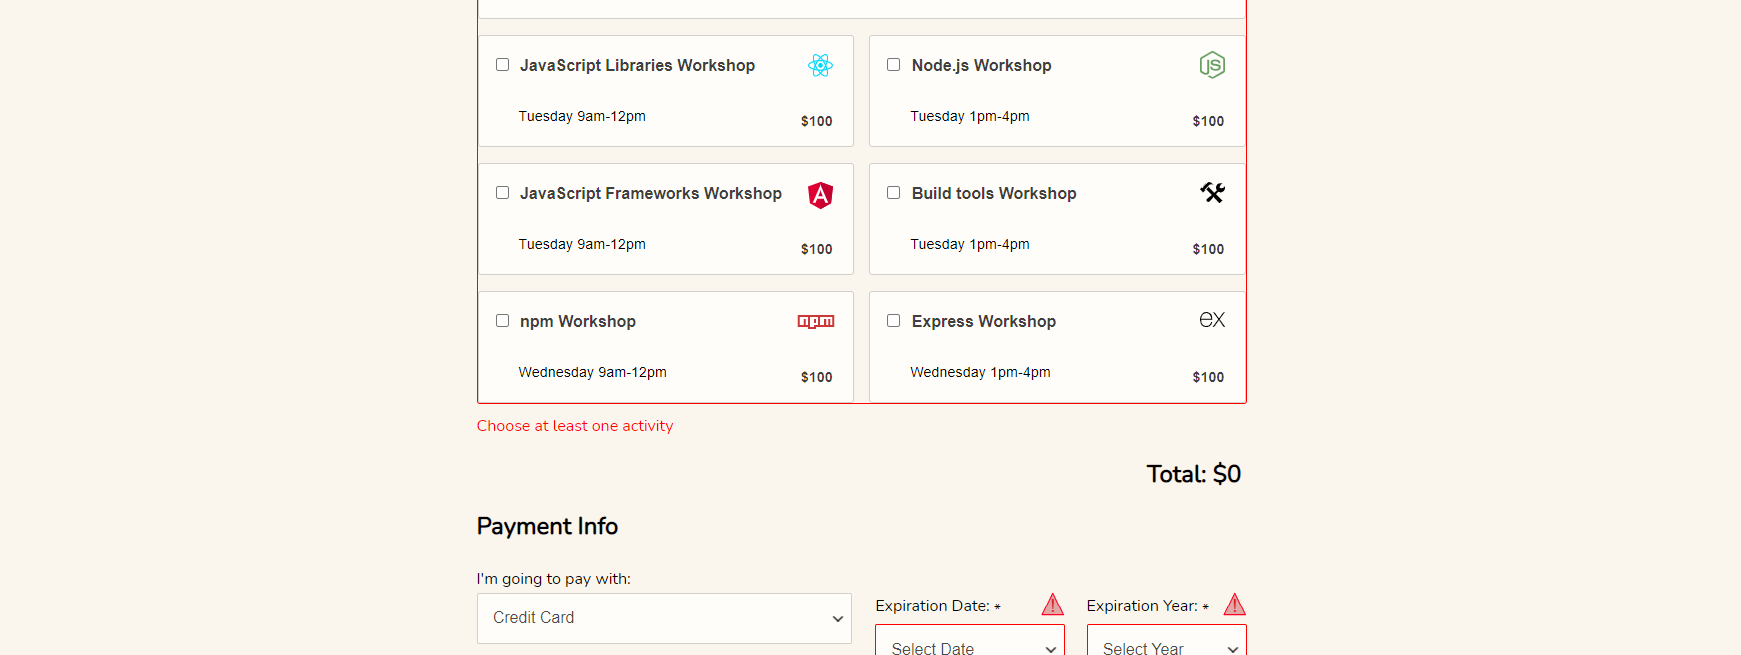 JavaScript Libraries Workshop
Tuesday 9am-12pm
$100
Node.js Workshop
JS
Tuesday 1pm-4pm
$100
JavaScript Frameworks Workshop
A
Tuesday 9am-12pm
$100
Build tools Workshop
Tuesday 1pm-4pm
$100
npm Workshop
npm
Wednesday 9am-12pm
$100
Express Workshop
ex
Wednesday 1pm-4pm
$100
Choose at least one activity
Total: $0
Payment Info
I'm going to pay with:
Credit Card
Expiration Date: *
Select Date
Expiration Year: *
Select Year